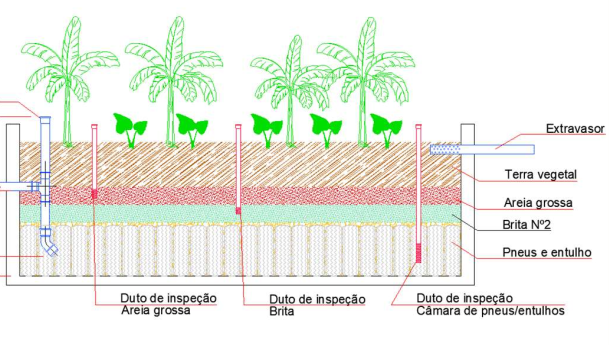 Extravasor
Terra vegetal
Areia grossa
Brita Nº2
Pneus e entulho
Duto de inspeção
Areia grossa
Duto de inspeção
Brita
Duto de inspeção
Câmara de pneus/entulhos